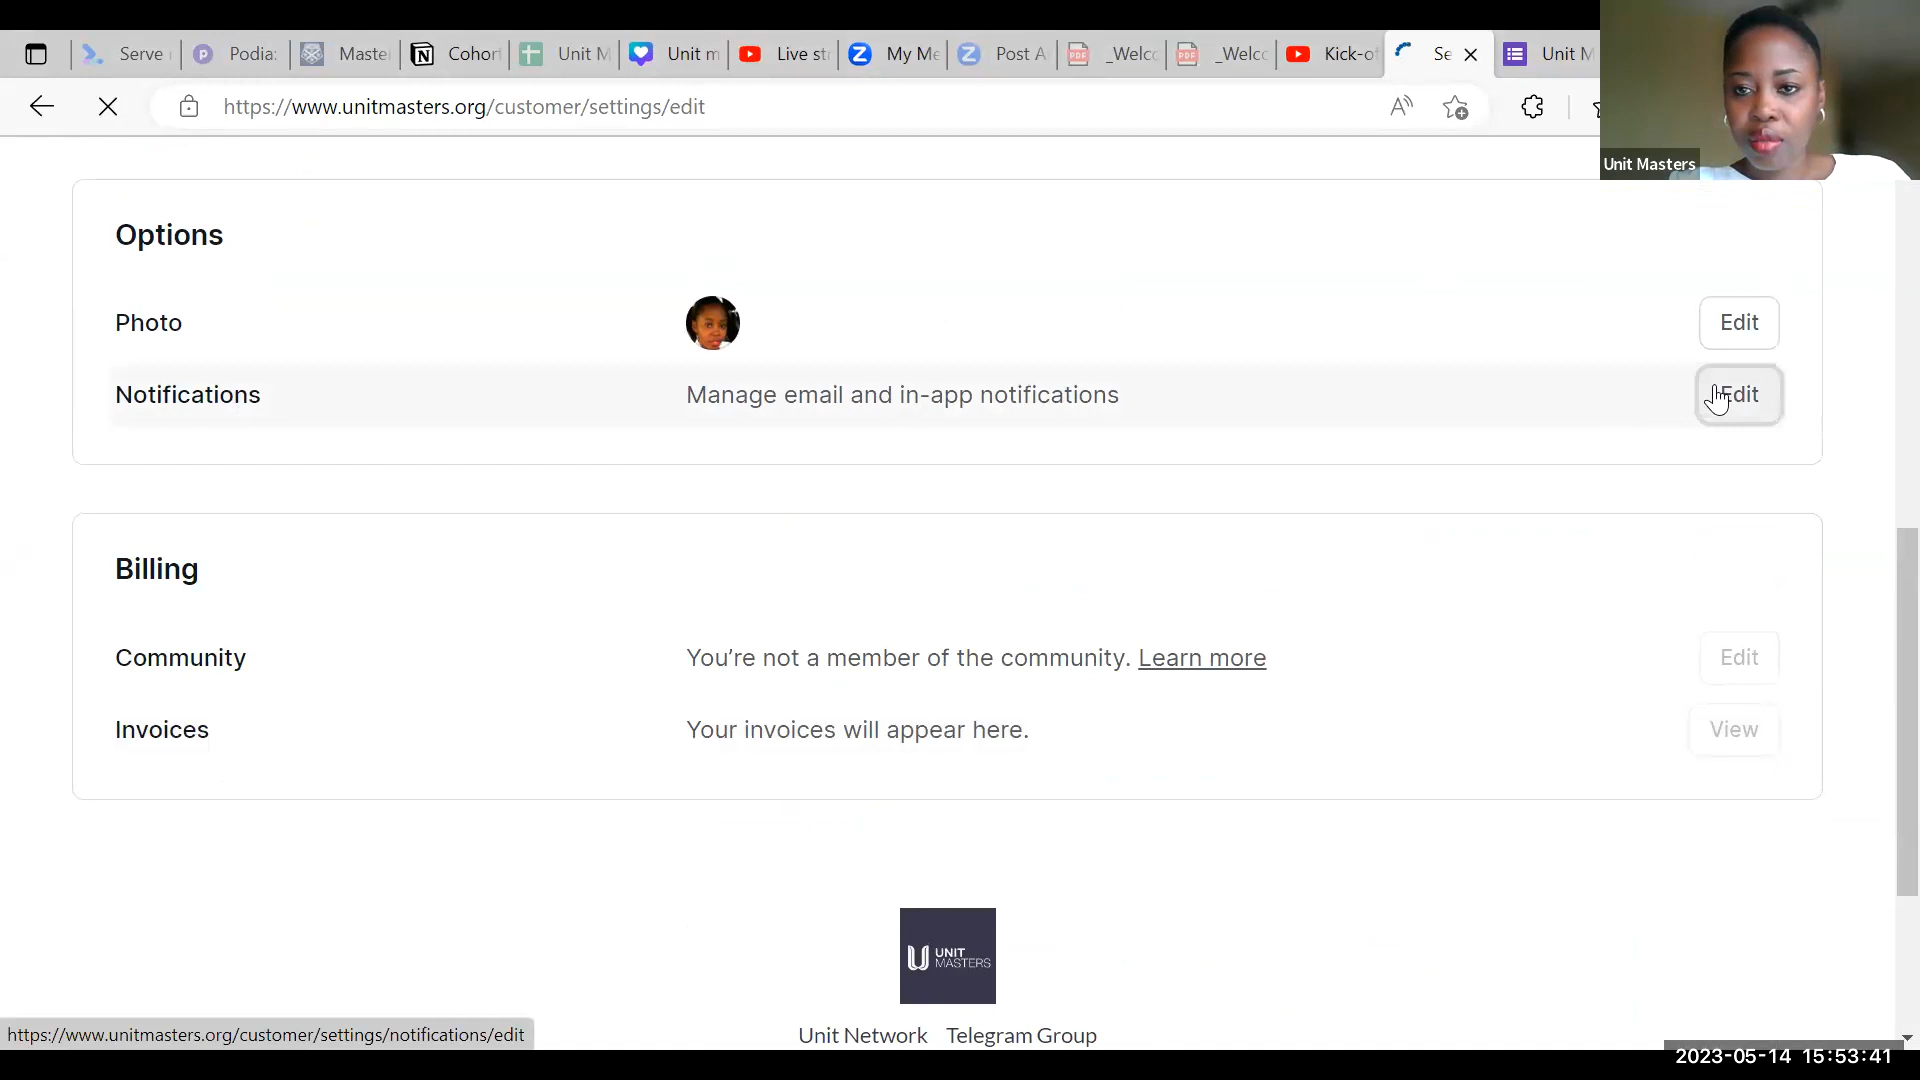 Serve
Podia:
Maste
Cohor
Unit M
Unit m
Live st
My Me
Post A
_Welc
_Welc
Kick-o
Se
Unit M
https://www.unitmasters.org/customer/settings/edit
Unit Masters
Options
Photo
Edit
Notifications
Manage email and in-app notifications
Edit
Billing
Community
You're not a member of the community. Learn more
Edit
Invoices
Your invoices will appear here.
View
UNIT
MASTERS
https://www.unitmasters.org/customer/settings/notifications/edit
Unit Network Telegram Group
2023-05-14 15:53:41